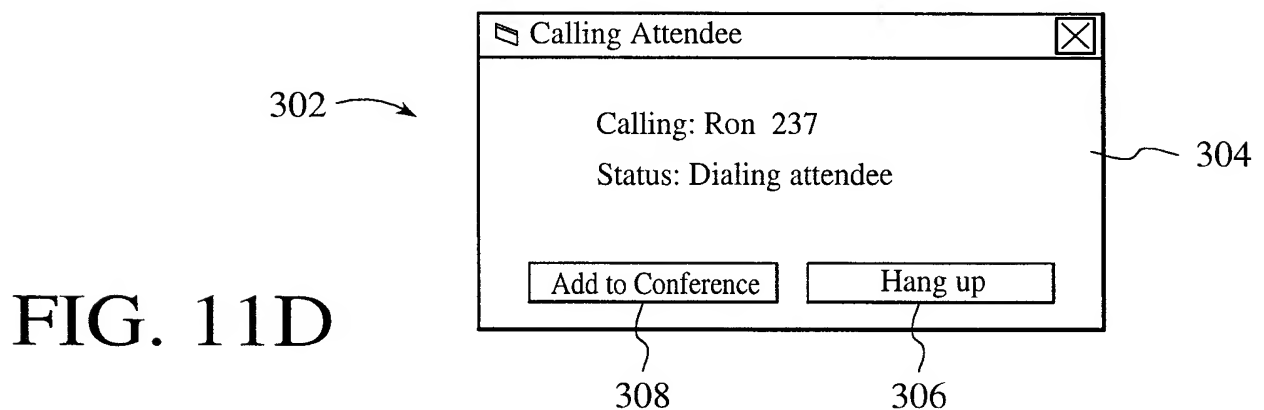 Calling Attendee
302
Calling: Ron 237
304
Status: Dialing attendee
Add to Conference
Hang up
FIG. 11D
308
306